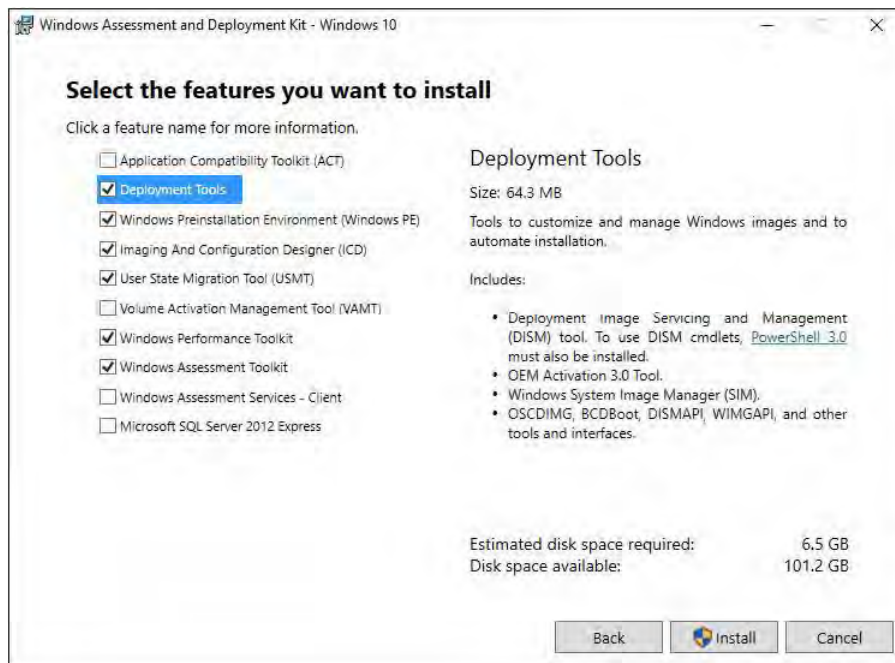 Windows Assessment and Deployment Kit - Windows 10
Select the features you want to install
Click a feature name for more information.
Application Compatibility Toolkit (ACT)
Deployment Tools
Windows Preinstallation Environment (Windows PE)
Imaging And Configuration Designer (ICD)
User State Migration Tool (USMT)
Volume Activation Management Tool (VAMT)
Windows Performance Toolkit
Windows Assessment Toolkit
Windows Assessment Services - Client
Microsoft SQL Server 2012 Express
Deployment Tools
Size: 64.3 MB
Tools to customize and manage Windows images and to
automate installation.
Includes:
• Deployment Image Servicing and Management
(DISM) tool. To use DISM cmdlets, PowerShell 3.0
must also be installed.
• OEM Activation 3.0 Tool.
• Windows System Image Manager (SIM).
• OSCDIMG, BCDBoot, DISMAPI, WIMGAPI, and other
tools and interfaces.
Estimated disk space required: 6.5 GB
Disk space available: 101.2 GB
Back Install Cancel